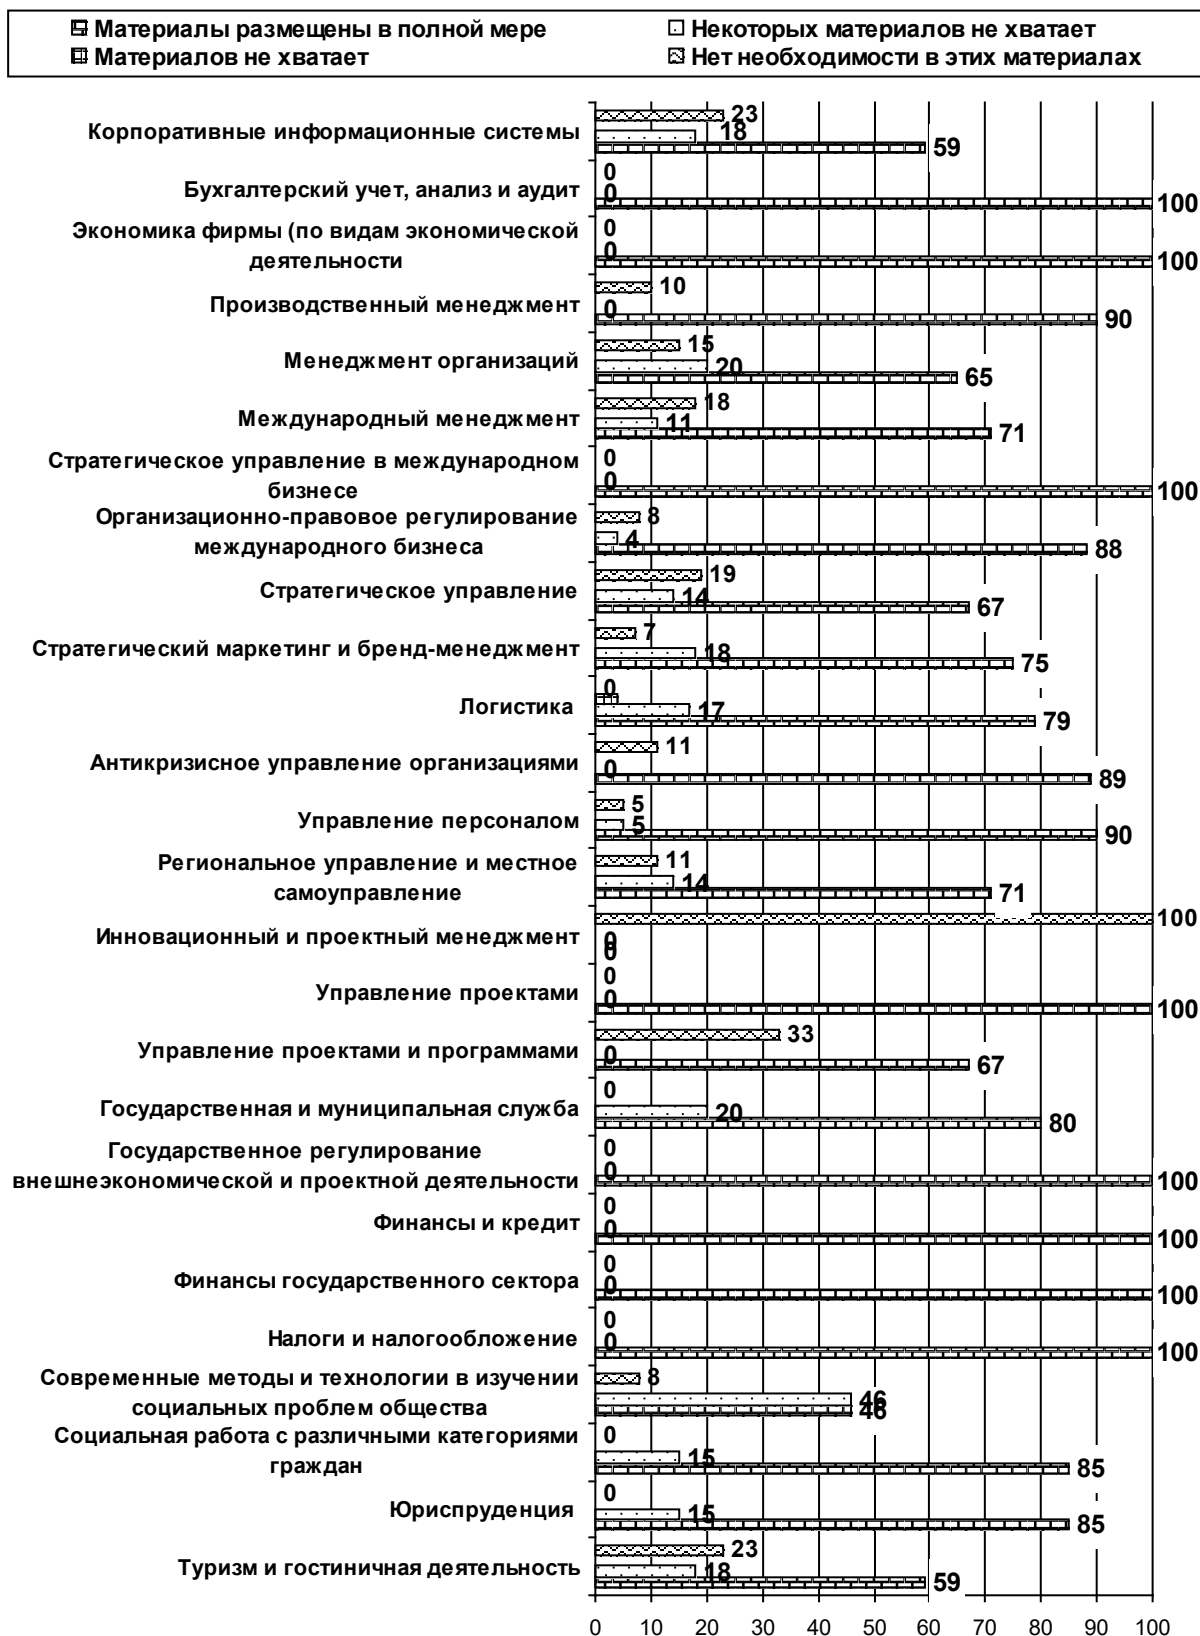 Материалы размещены в полной мере
Некоторых материалов не хватает
Материалов не хватает
Нет необходимости в этих материалах
23
Корпоративные информационные системы
18
59
0
Бухгалтерский учет, анализ и аудит
0
100
Экономика фирмы (по видам экономической
деятельности
0
0
100
10
Производственный менеджмент
0
90
15
Менеджмент организаций
20
65
18
Международный менеджмент
11
71
Стратегическое управление в международном
бизнесе
0
0
100
Организационно-правовое регулирование
международного бизнеса
8
4
88
19
Стратегическое управление
14
67
7
Стратегический маркетинг и бренд-менеджмент
18
75
0
Логистика
17
79
11
Антикризисное управление организациями
0
89
5
Управление персоналом
5
90
Региональное управление и местное
самоуправление
11
14
71
100
Инновационный и проектный менеджмент
0
0
0
Управление проектами
0
100
33
Управление проектами и программами
0
67
0
Государственная и муниципальная служба
20
80
Государственное регулирование
внешнеэкономической и проектной деятельности
0
0
100
0
Финансы и кредит
0
100
0
Финансы государственного сектора
0
100
0
Налоги и налогообложение
0
100
Современные методы и технологии в изучении
социальных проблем общества
8
46
46
Социальная работа с различными категориями
граждан
0
15
85
0
Юриспруденция
15
85
23
Туризм и гостиничная деятельность
18
59
0 10 20 30 40 50 60 70 80 90 100